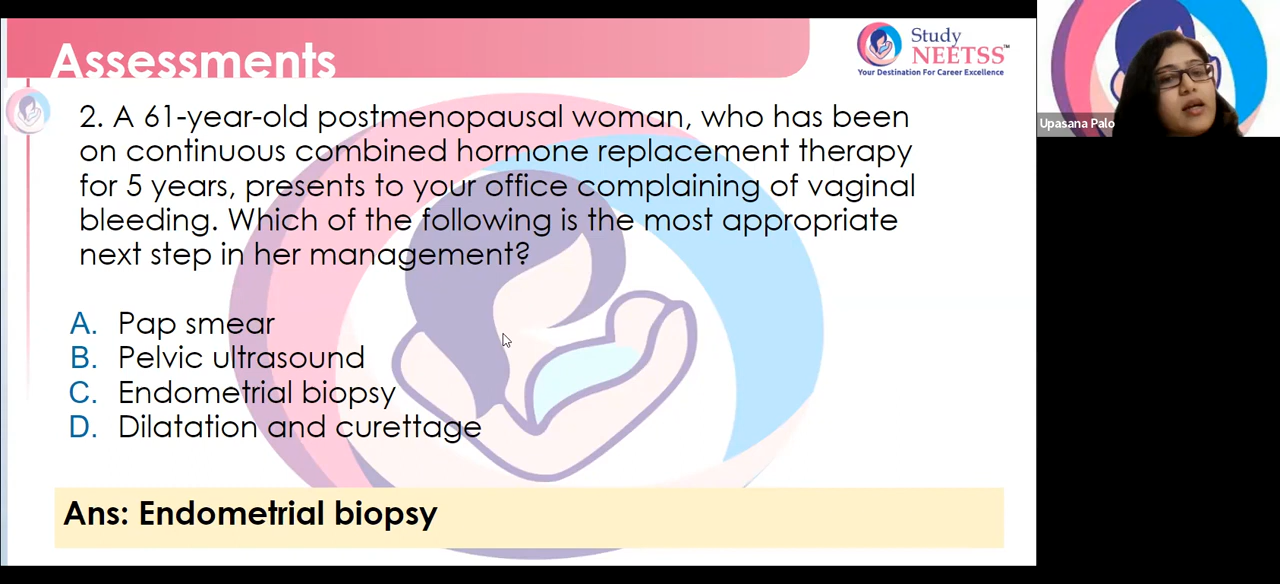 Assessments
Study
NEETSS™
Your Destination For Career Excellence
2. A 61-year-old postmenopausal woman, who has been
on continuous combined hormone replacement therapy
for 5 years, presents to your office complaining of vaginal
bleeding. Which of the following is the most appropriate
next step in her management?
A. Pap smear
B. Pelvic ultrasound
C. Endometrial biopsy
D. Dilatation and curettage
Ans: Endometrial biopsy
Upasana Palo